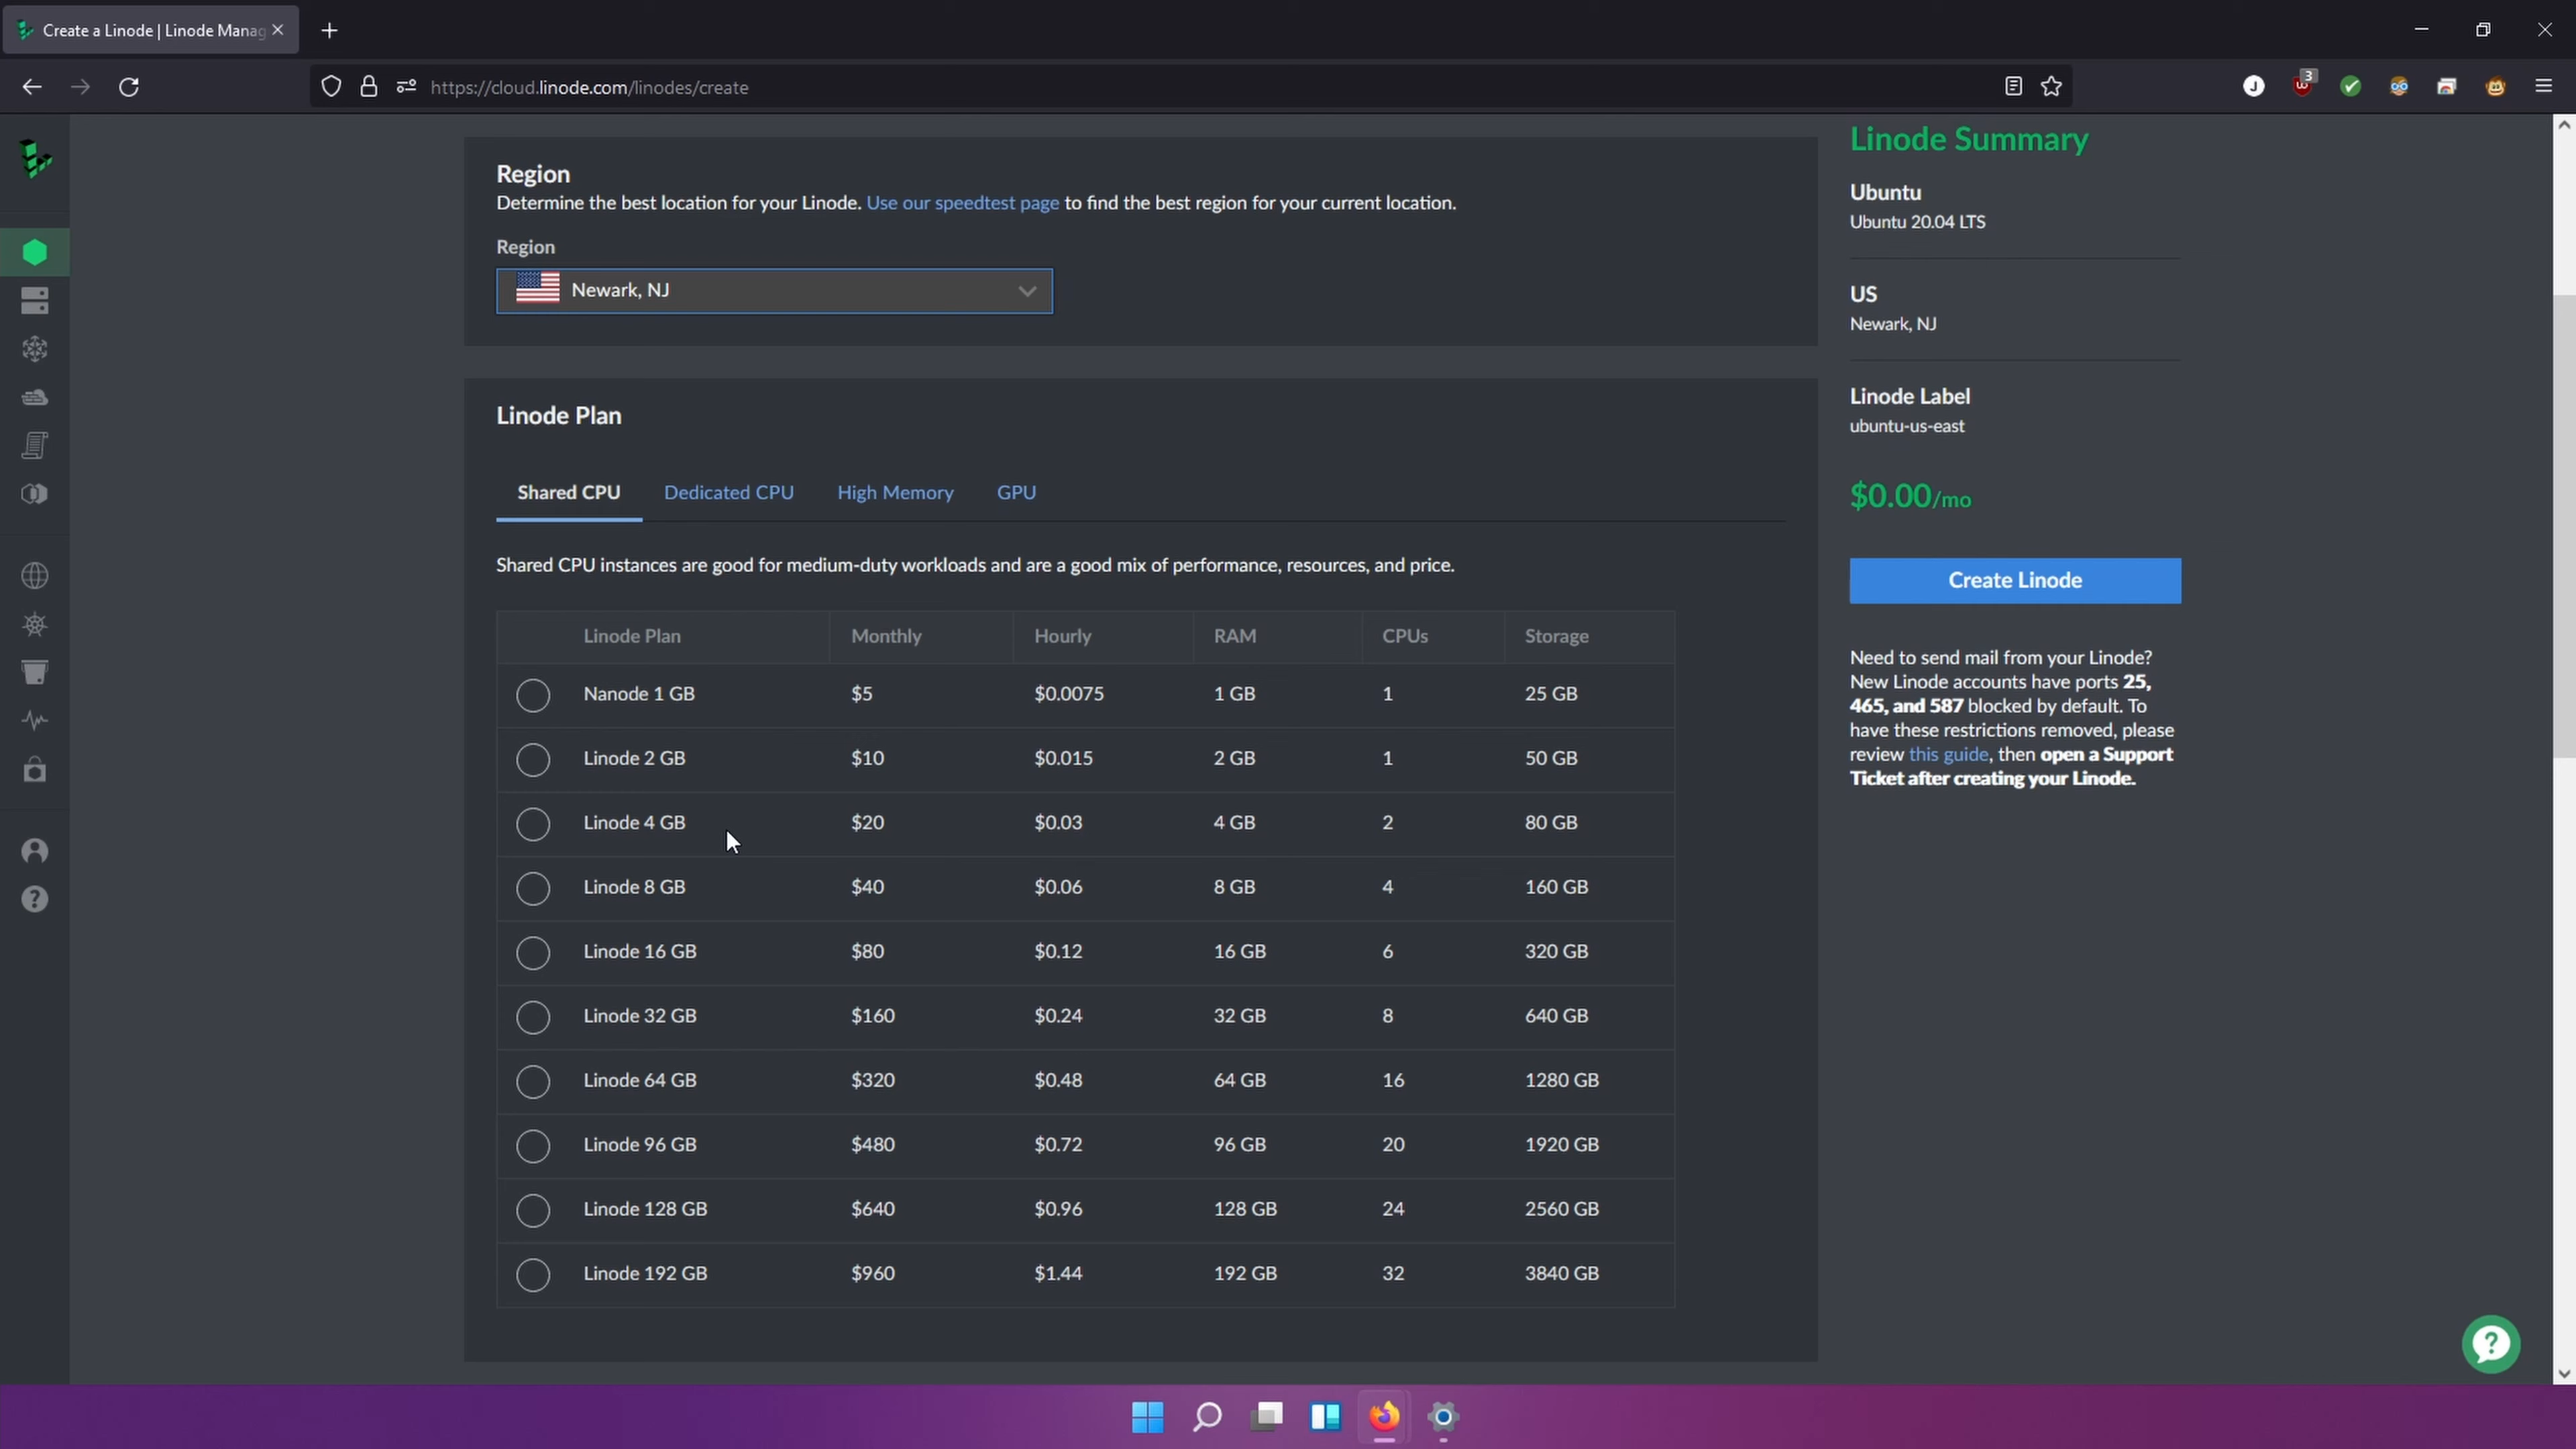 Create a Linode | Linode Manag
https://cloud.linode.com/linodes/create
3
J
Region
Determine the best location for your Linode. Use our speedtest page to find the best region for your current location.
Region
Newark, NJ
Linode Plan
Shared CPU Dedicated CPU High Memory GPU
Shared CPU instances are good for medium-duty workloads and are a good mix of performance, resources, and price.
Linode Plan Monthly Hourly RAM CPUs Storage
Nanode 1 GB $5 $0.0075 1 GB 1 25 GB
Linode 2 GB $10 $0.015 2 GB 1 50 GB
Linode 4 GB $20 $0.03 4 GB 2 80 GB
Linode 8 GB $40 $0.06 8 GB 4 160 GB
Linode 16 GB $80 $0.12 16 GB 6 320 GB
Linode 32 GB $160 $0.24 32 GB 8 640 GB
Linode 64 GB $320 $0.48 64 GB 16 1280 GB
Linode 96 GB $480 $0.72 96 GB 20 1920 GB
Linode 128 GB $640 $0.96 128 GB 24 2560 GB
Linode 192 GB $960 $1.44 192 GB 32 3840 GB
Linode Summary
Ubuntu
Ubuntu 20.04 LTS
US
Newark, NJ
Linode Label
ubuntu-us-east
$0.00/mo
Create Linode
Need to send mail from your Linode?
New Linode accounts have ports 25,
465, and 587 blocked by default. To
have these restrictions removed, please
review this guide, then open a Support
Ticket after creating your Linode.